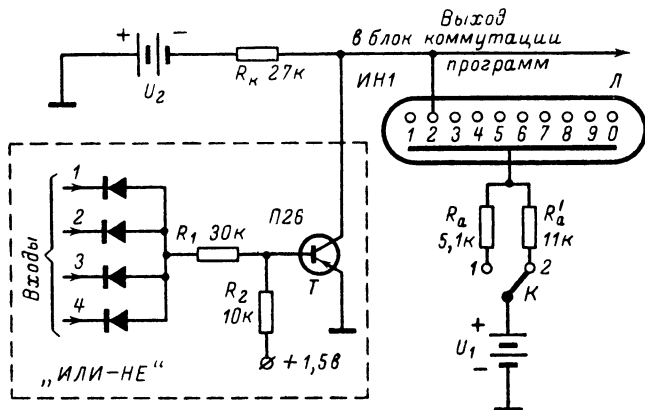 Выход
в блок коммутации
программ
+
−
U₂
Rк 27к
ИН1
Л
1 2 3 4 5 6 7 8 9 0
Rа
5,1к
R′а
11к
1
2
К
+
U₁
−
Входы
1
2
3
4
R₁ 30к
П26
Т
R₂
10к
+1,5в
„ИЛИ-НЕ“